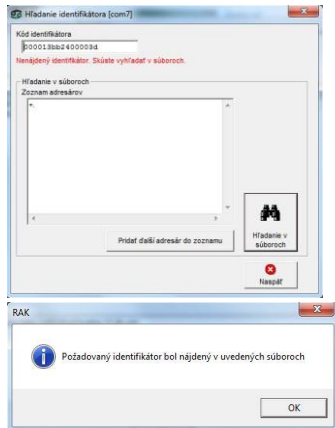 Hľadanie identifikátora [com7]
Kód identifikátora
D00013bb2400003d
Nenájdený identifikátor. Skúste vyhľadať v súboroch.
Hľadanie v súboroch
Zoznam adresárov
Pridať ďalší adresár do zoznamu
Hľadanie v
súboroch
Naspäť
RAK
Požadovaný identifikátor bol nájdený v uvedených súboroch
OK